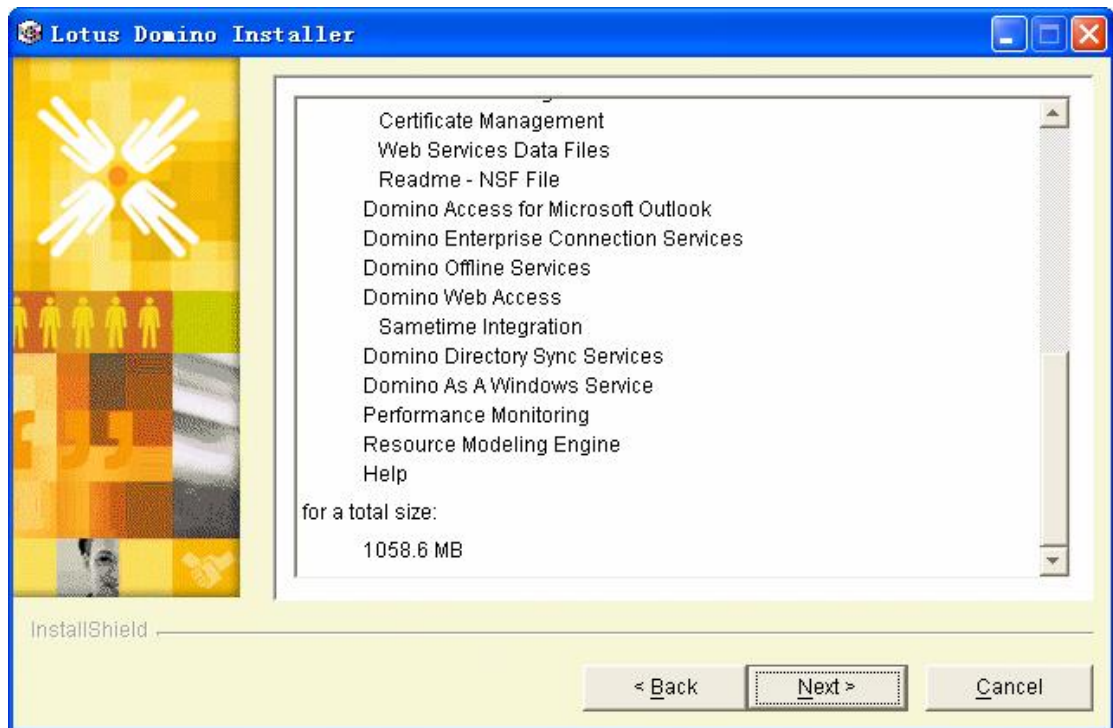 Lotus Domino Installer
Certificate Management
Web Services Data Files
Readme - NSF File
Domino Access for Microsoft Outlook
Domino Enterprise Connection Services
Domino Offline Services
Domino Web Access
Sametime Integration
Domino Directory Sync Services
Domino As A Windows Service
Performance Monitoring
Resource Modeling Engine
Help
for a total size:
1058.6 MB
InstallShield
< Back Next > Cancel